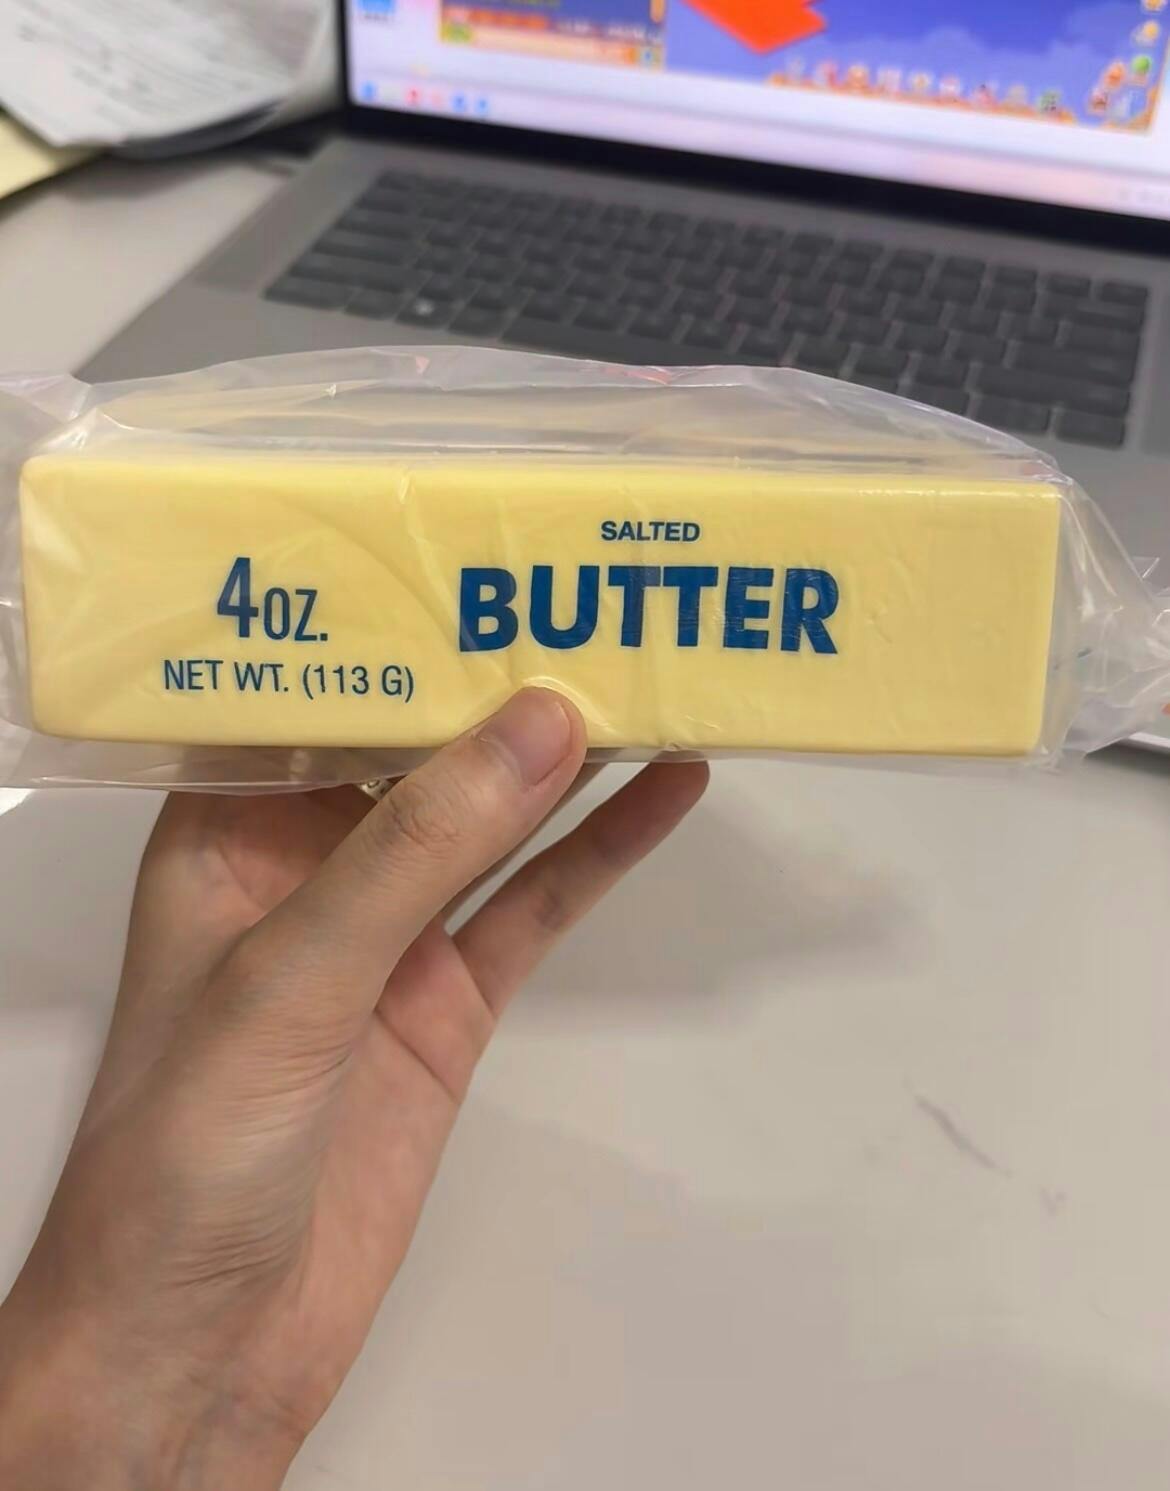 SALTED
BUTTER
4OZ.
NET WT. (113 G)